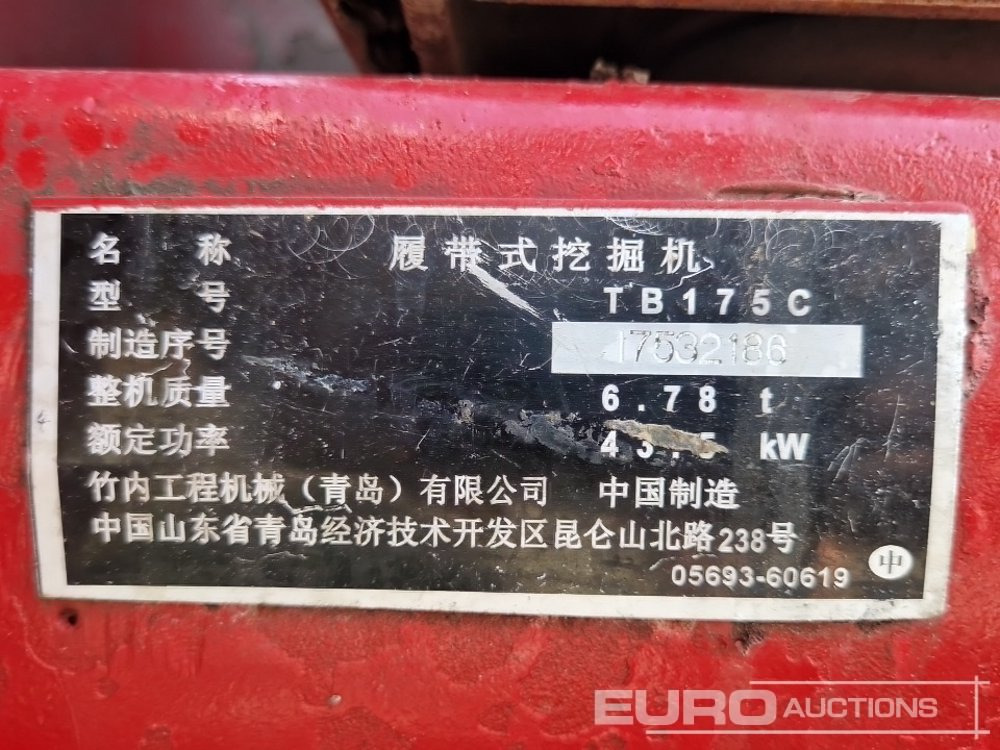 名 称 履带式挖掘机
型 号 TB175C
制造序号 17532186
整机质量 6.78 t
额定功率 43.5 kW
竹内工程机械（青岛）有限公司 中国制造
中国山东省青岛经济技术开发区昆仑山北路238号
05693-60619 中
EURO AUCTIONS